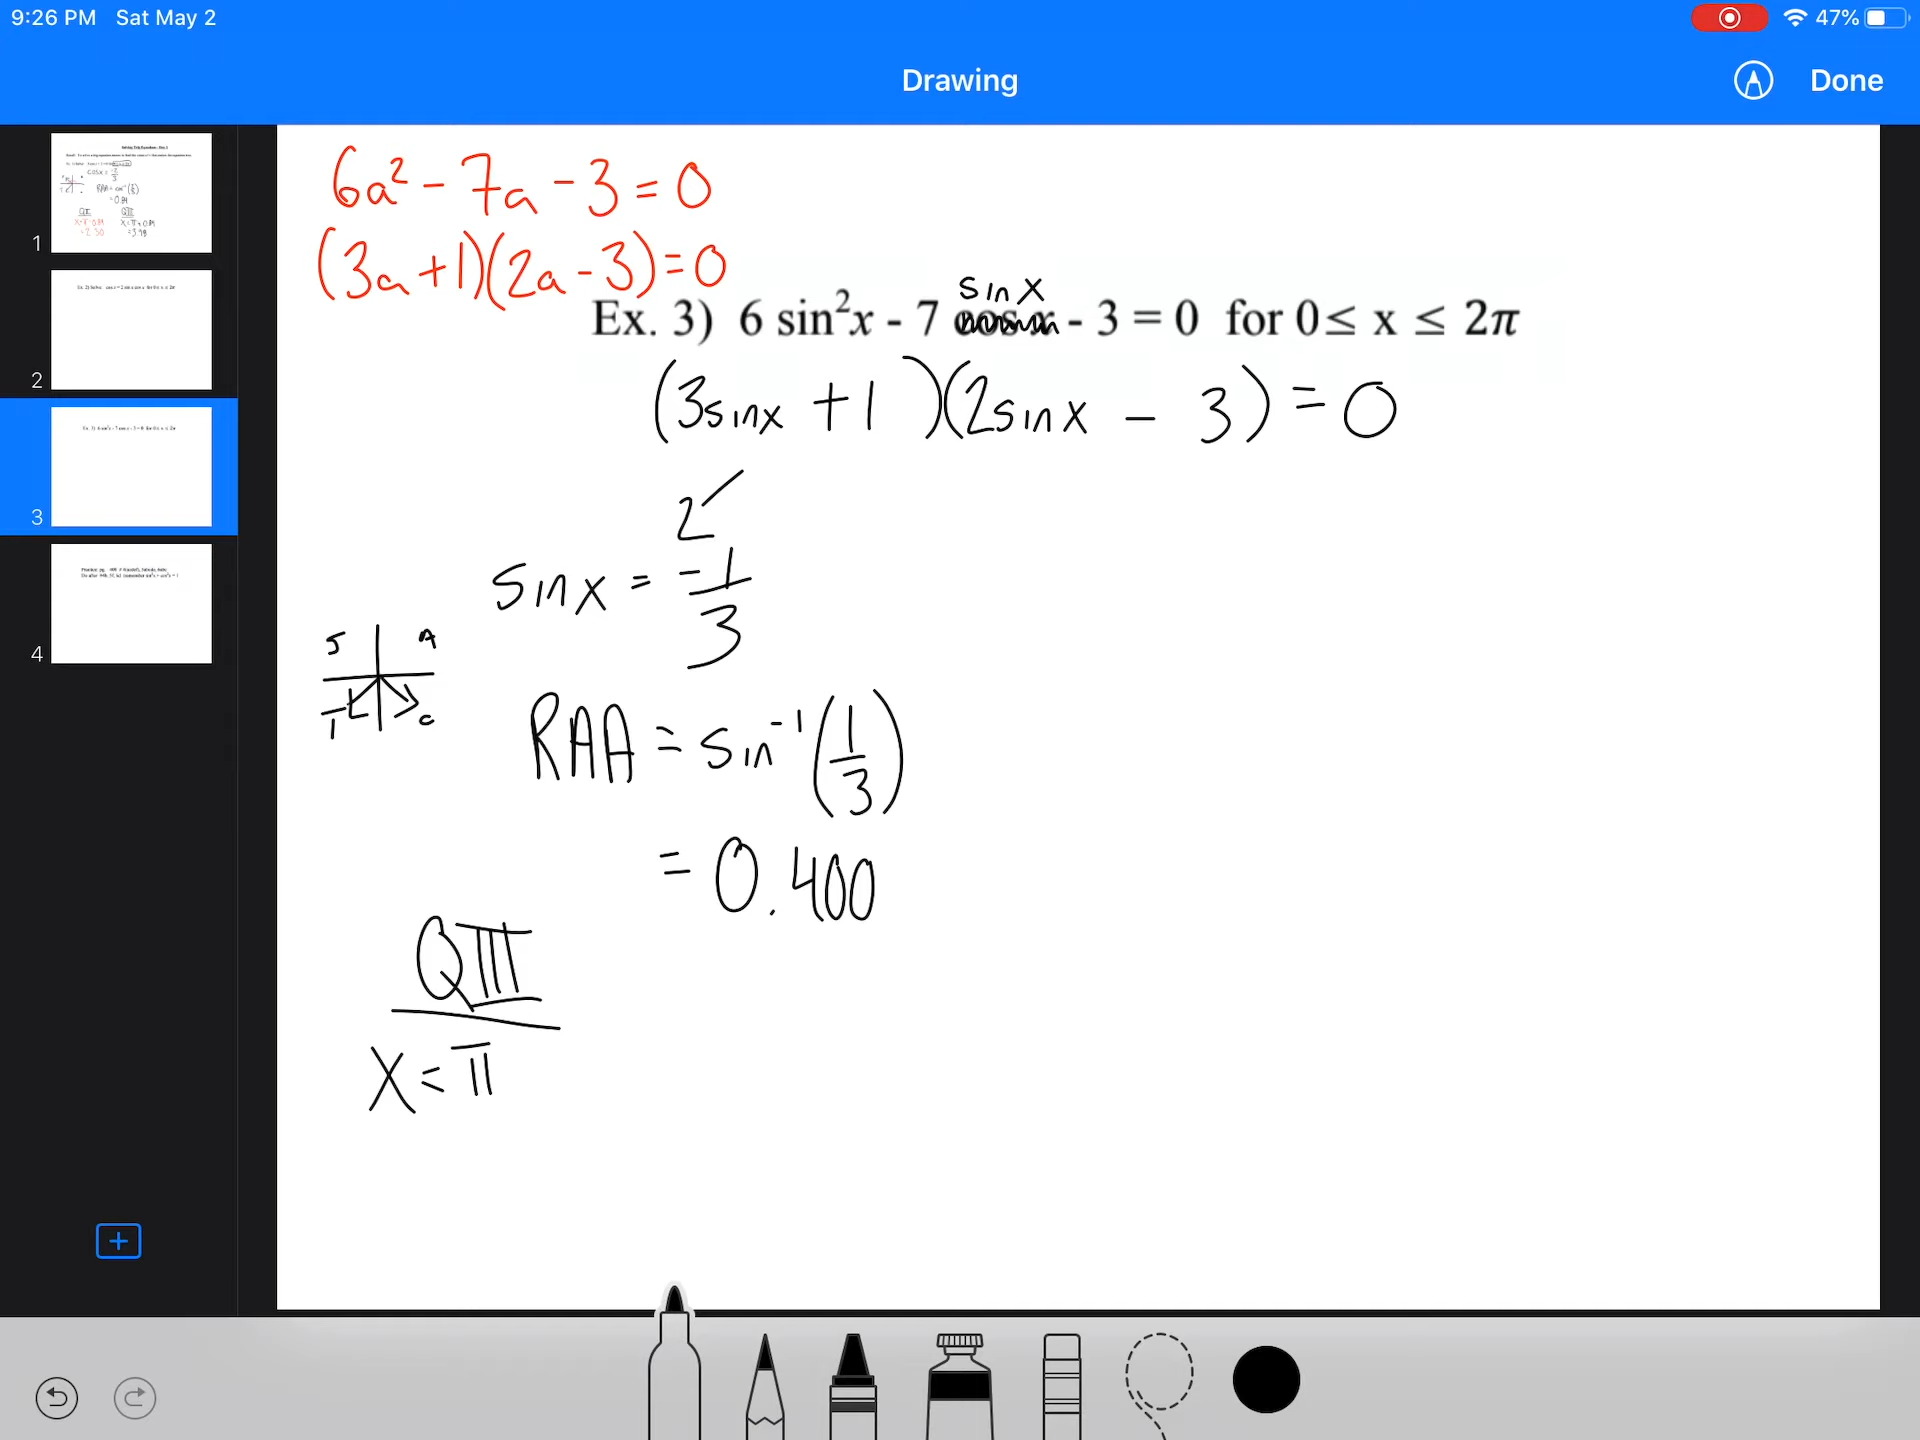 9:26 PM Sat May 2
47%
Drawing
Done
1
2
3
4
6a² - 7a - 3 = 0
(3a + 1)(2a - 3) = 0
sin x
Ex. 3) 6 sin²x - 7 cos x - 3 = 0 for 0 ≤ x ≤ 2π
(3sinx + 1)(2sinx - 3) = 0
2
sin x = -1/3
S A
T C
RAA = sin⁻¹(1/3)
= 0.400
QIII
x = π